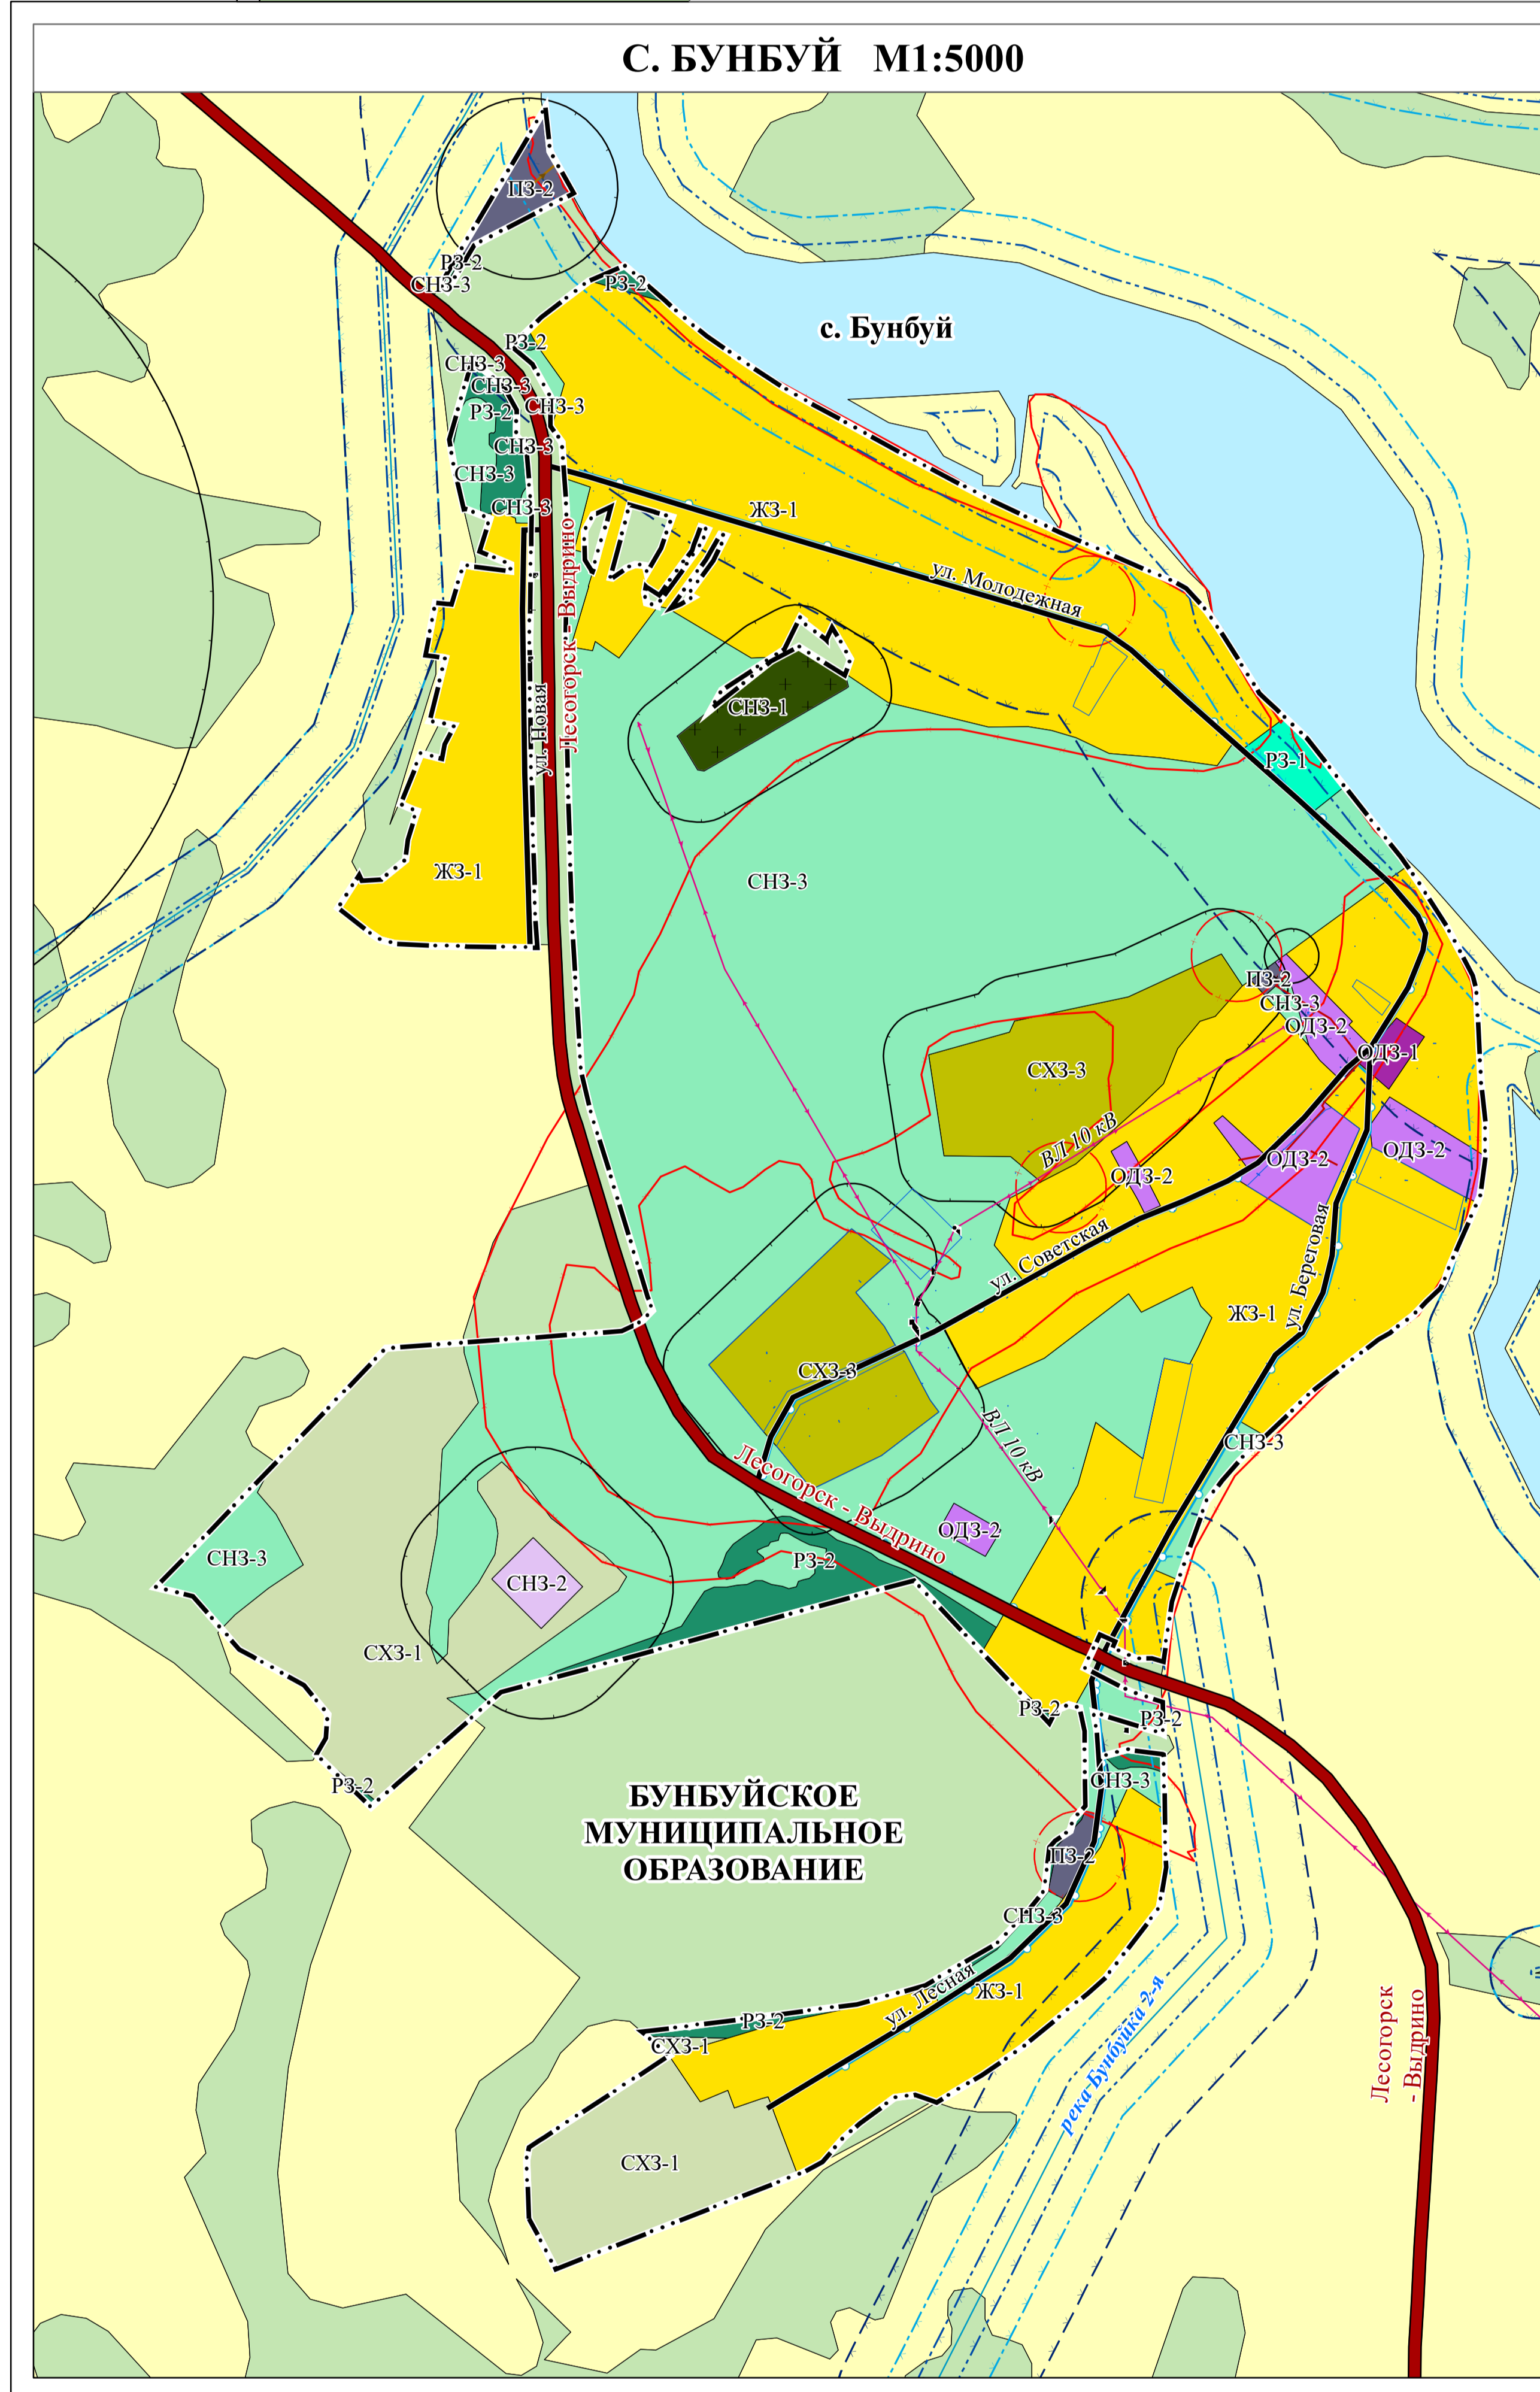 С. БУНБУЙ М1:5000
ПЗ-2
РЗ-2
СНЗ-3
РЗ-2
с. Бунбуй
РЗ-2
СНЗ-3
СНЗ-3
СНЗ-3
РЗ-2
СНЗ-3
СНЗ-3
СНЗ-3
ЖЗ-1
ул. Молодежная
Лесогорск - Выдрино
ул. Новая
СНЗ-1
РЗ-1
ЖЗ-1
СНЗ-3
ПЗ-2
СНЗ-3
ОДЗ-2
ОДЗ-1
СХЗ-3
ВЛ 10 кВ
ОДЗ-2
ОДЗ-2
ОДЗ-2
ул. Советская
ул. Береговая
ЖЗ-1
СХЗ-3
ВЛ 10 кВ
СНЗ-3
Лесогорск - Выдрино
ОДЗ-2
СНЗ-3
РЗ-2
СНЗ-2
СХЗ-1
РЗ-2
РЗ-2
СНЗ-3
РЗ-2
БУНБУЙСКОЕ
МУНИЦИПАЛЬНОЕ
ОБРАЗОВАНИЕ
ПЗ-2
СНЗ-3
ул. Лесная
ЖЗ-1
РЗ-2
СХЗ-1
река Бунбуйка 2-я
Лесогорск
- Выдрино
СХЗ-1